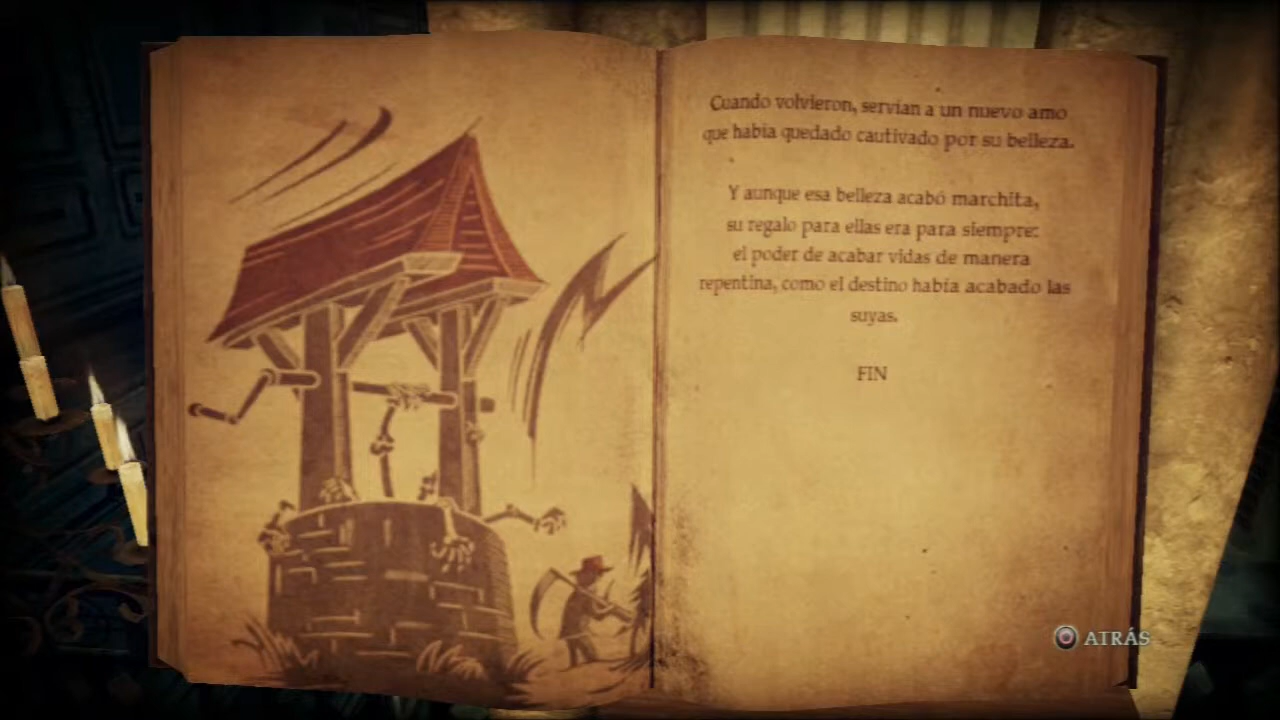 Cuando volvieron, servían a un nuevo amo
que había quedado cautivado por su belleza.
Y aunque esa belleza acabó marchita,
su regalo para ellas era para siempre:
el poder de acabar vidas de manera
repentina, como el destino había acabado las
suyas.
FIN
ATRÁS